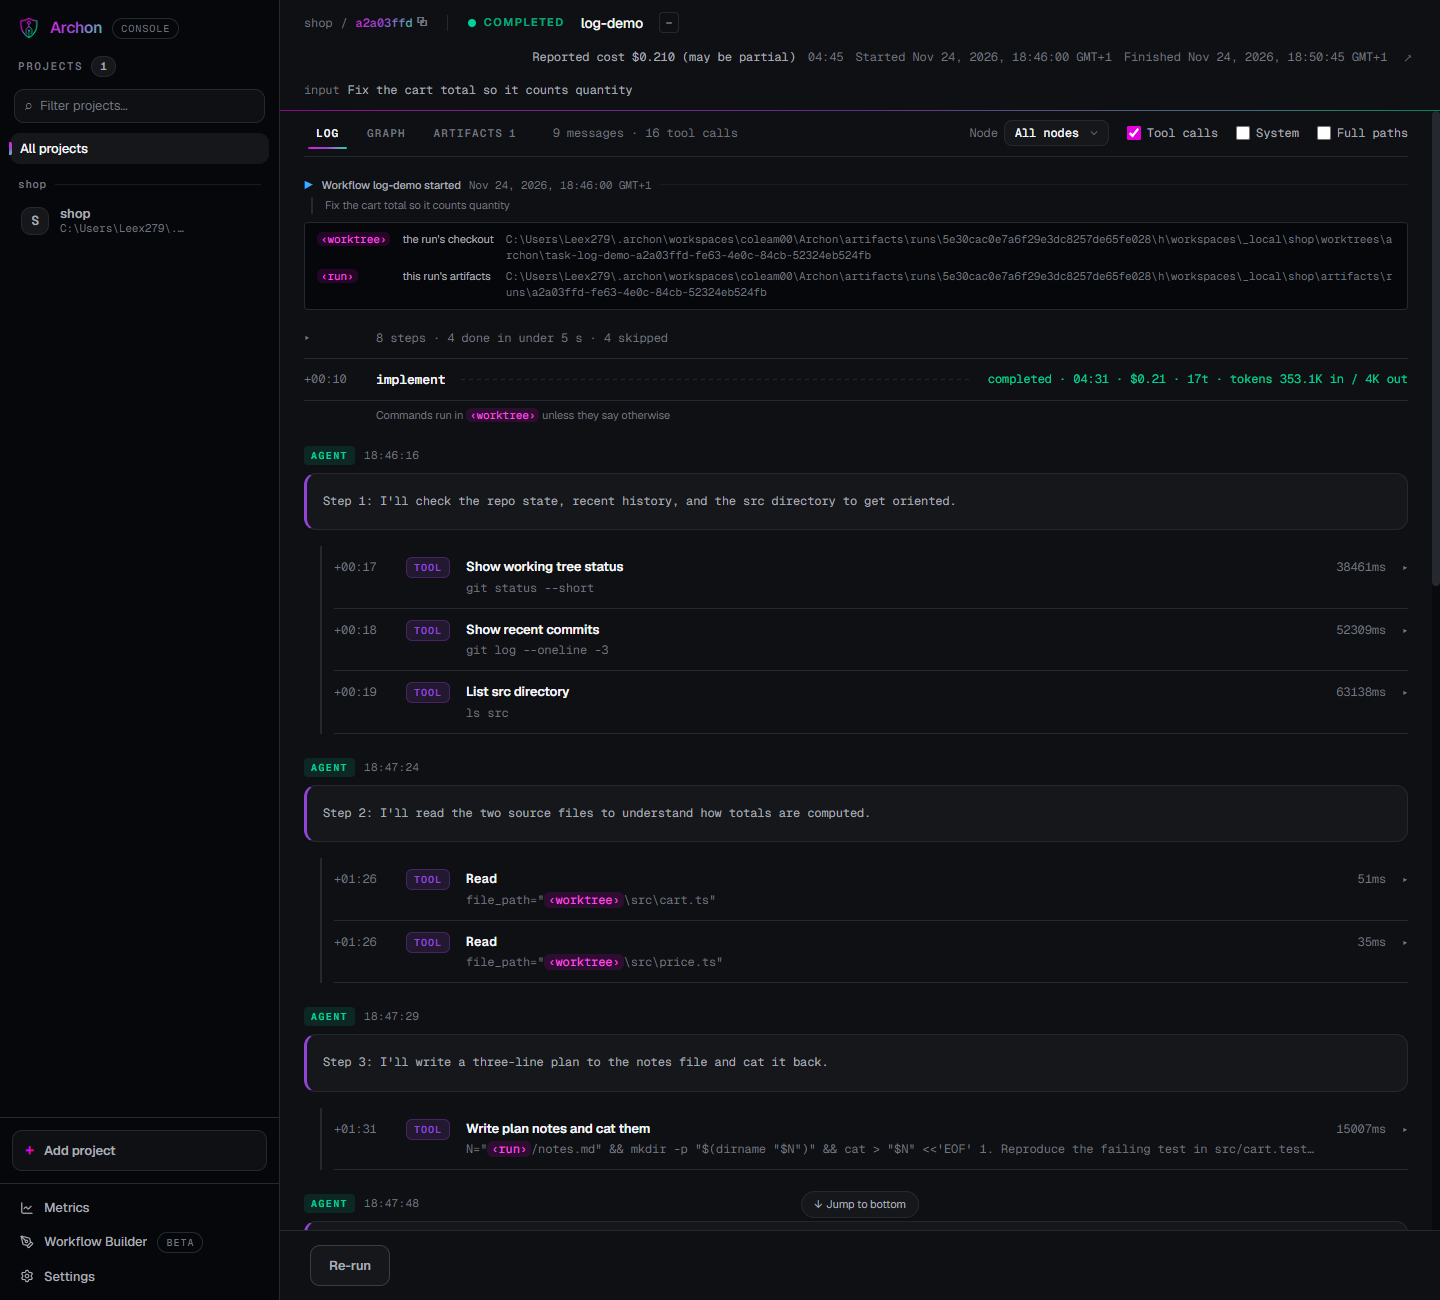 Archon CONSOLE
PROJECTS 1
Filter projects...
All projects
shop
S
shop
C:\Users\Leex279\.…
+ Add project
Metrics
Workflow Builder BETA
Settings
shop / a2a03ffd
COMPLETED log-demo
Reported cost $0.210 (may be partial) 04:45 Started Nov 24, 2026, 18:46:00 GMT+1 Finished Nov 24, 2026, 18:50:45 GMT+1 ↗
input Fix the cart total so it counts quantity
LOG GRAPH ARTIFACTS 1 9 messages · 16 tool calls Node All nodes Tool calls System Full paths
▶ Workflow log-demo started Nov 24, 2026, 18:46:00 GMT+1
Fix the cart total so it counts quantity
‹worktree› the run's checkout C:\Users\Leex279\.archon\workspaces\coleam00\Archon\artifacts\runs\5e30cac0e7a6f29e3dc8257de65fe028\h\workspaces\_local\shop\worktrees\a
rchon\task-log-demo-a2a03ffd-fe63-4e0c-84cb-52324eb524fb
‹run› this run's artifacts C:\Users\Leex279\.archon\workspaces\coleam00\Archon\artifacts\runs\5e30cac0e7a6f29e3dc8257de65fe028\h\workspaces\_local\shop\artifacts\r
uns\a2a03ffd-fe63-4e0c-84cb-52324eb524fb
▸ 8 steps · 4 done in under 5 s · 4 skipped
+00:10 implement completed · 04:31 · $0.21 · 17t · tokens 353.1K in / 4K out
Commands run in ‹worktree› unless they say otherwise
AGENT 18:46:16
Step 1: I'll check the repo state, recent history, and the src directory to get oriented.
+00:17 TOOL Show working tree status 38461ms ▸
git status --short
+00:18 TOOL Show recent commits 52309ms ▸
git log --oneline -3
+00:19 TOOL List src directory 63138ms ▸
ls src
AGENT 18:47:24
Step 2: I'll read the two source files to understand how totals are computed.
+01:26 TOOL Read 51ms ▸
file_path="‹worktree›\src\cart.ts"
+01:26 TOOL Read 35ms ▸
file_path="‹worktree›\src\price.ts"
AGENT 18:47:29
Step 3: I'll write a three-line plan to the notes file and cat it back.
+01:31 TOOL Write plan notes and cat them 15007ms ▸
N="‹run›/notes.md" && mkdir -p "$(dirname "$N")" && cat > "$N" <<'EOF' 1. Reproduce the failing test in src/cart.test…
AGENT 18:47:48
↓ Jump to bottom
Re-run